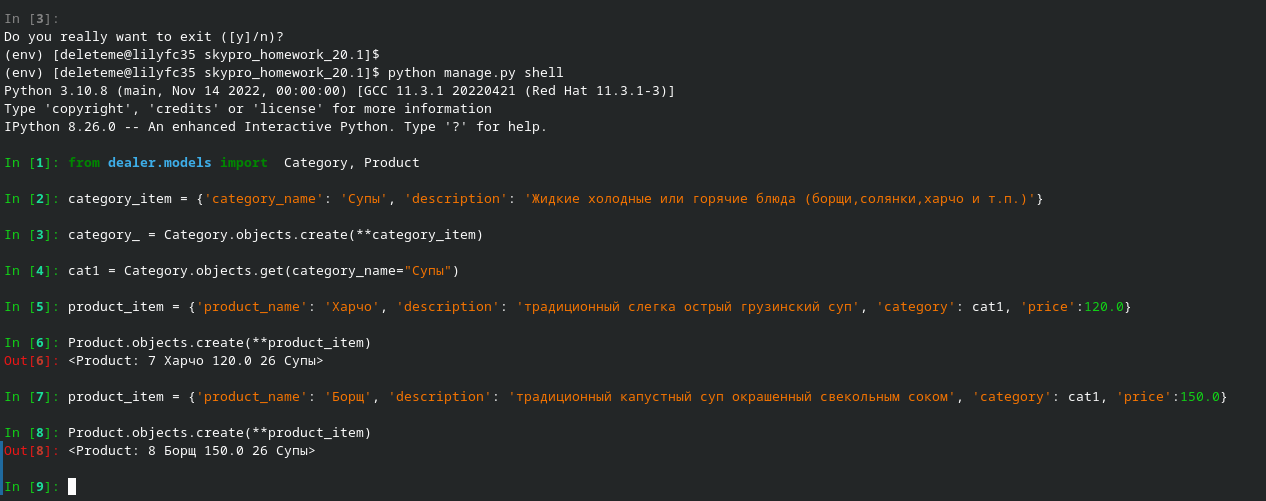 In [3]:
Do you really want to exit ([y]/n)?
(env) [deleteme@lilyfc35 skypro_homework_20.1]$
(env) [deleteme@lilyfc35 skypro_homework_20.1]$ python manage.py shell
Python 3.10.8 (main, Nov 14 2022, 00:00:00) [GCC 11.3.1 20220421 (Red Hat 11.3.1-3)]
Type 'copyright', 'credits' or 'license' for more information
IPython 8.26.0 -- An enhanced Interactive Python. Type '?' for help.
In [1]: from dealer.models import  Category, Product
In [2]: category_item = {'category_name': 'Супы', 'description': 'Жидкие холодные или горячие блюда (борщи,солянки,харчо и т.п.)'}
In [3]: category_ = Category.objects.create(**category_item)
In [4]: cat1 = Category.objects.get(category_name="Супы")
In [5]: product_item = {'product_name': 'Харчо', 'description': 'традиционный слегка острый грузинский суп', 'category': cat1, 'price':120.0}
In [6]: Product.objects.create(**product_item)
Out[6]: <Product: 7 Харчо 120.0 26 Супы>
In [7]: product_item = {'product_name': 'Борщ', 'description': 'традиционный капустный суп окрашенный свекольным соком', 'category': cat1, 'price':150.0}
In [8]: Product.objects.create(**product_item)
Out[8]: <Product: 8 Борщ 150.0 26 Супы>
In [9]: